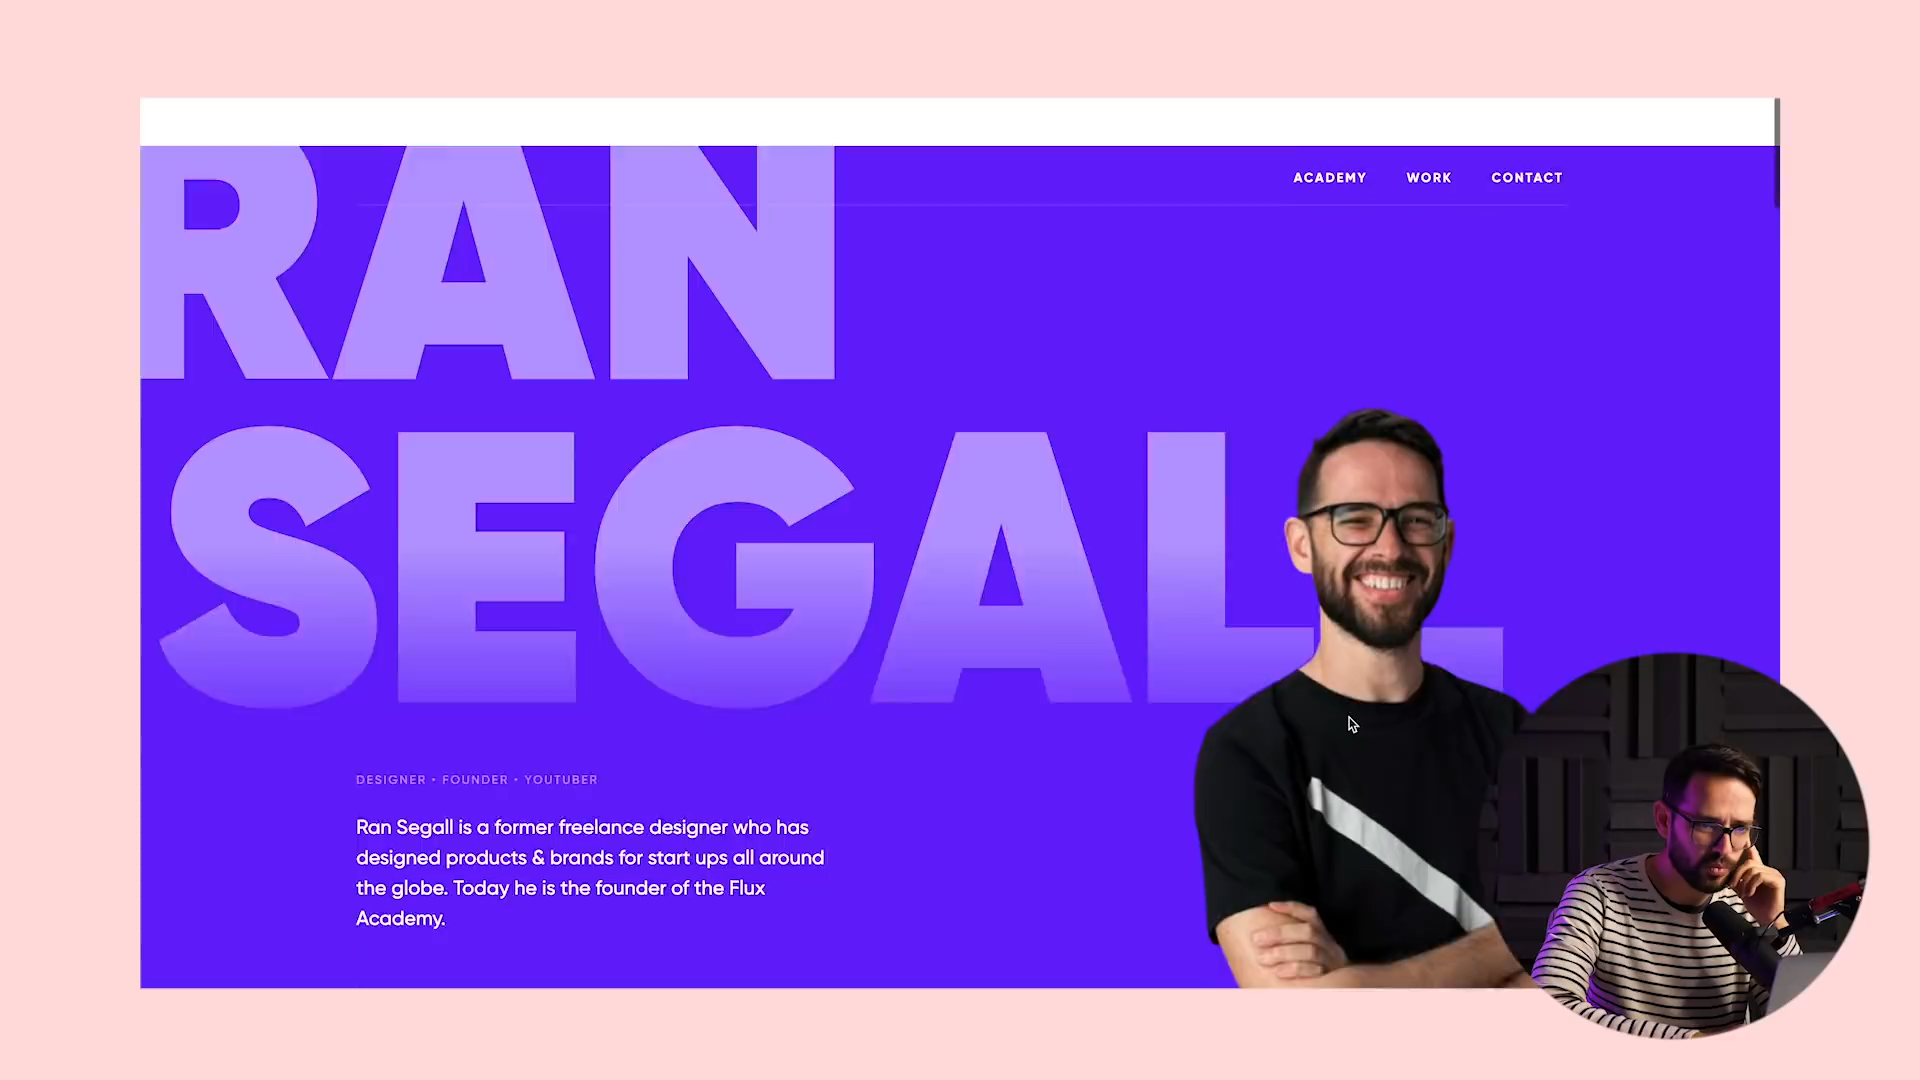 RAN
ACADEMY WORK CONTACT
SEGALL
DESIGNER • FOUNDER • YOUTUBER
Ran Segall is a former freelance designer who has
designed products & brands for start ups all around
the globe. Today he is the founder of the Flux
Academy.